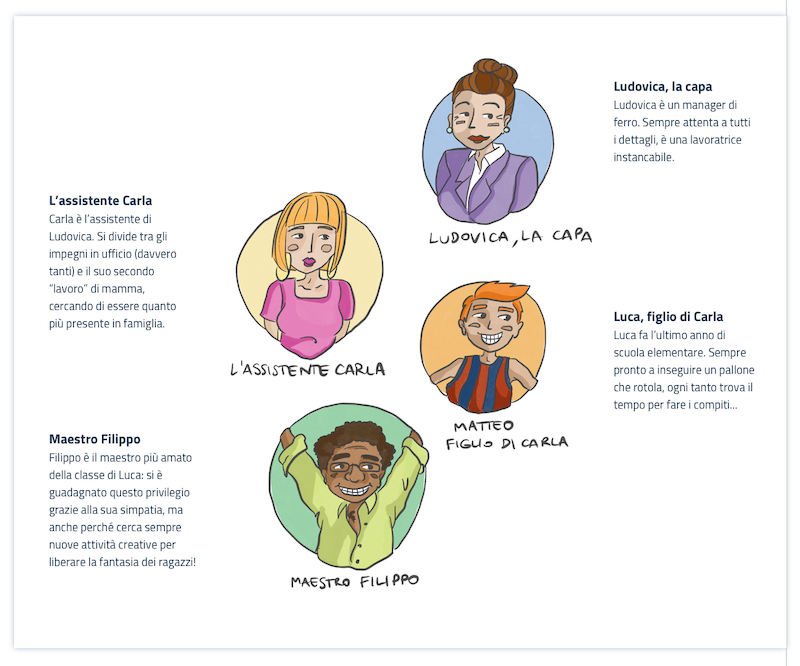 Ludovica, la capa
Ludovica è un manager di
ferro. Sempre attenta a tutti
i dettagli, è una lavoratrice
instancabile.
LUDOVICA, LA CAPA
L'assistente Carla
Carla è l'assistente di
Ludovica. Si divide tra gli
impegni in ufficio (davvero
tanti) e il suo secondo
“lavoro” di mamma,
cercando di essere quanto
più presente in famiglia.
L'ASSISTENTE CARLA
Luca, figlio di Carla
Luca fa l'ultimo anno di
scuola elementare. Sempre
pronto a inseguire un pallone
che rotola, ogni tanto trova il
tempo per fare i compiti...
MATTEO
FIGLIO DI CARLA
Maestro Filippo
Filippo è il maestro più amato
della classe di Luca: si è
guadagnato questo privilegio
grazie alla sua simpatia, ma
anche perché cerca sempre
nuove attività creative per
liberare la fantasia dei ragazzi!
MAESTRO FILIPPO